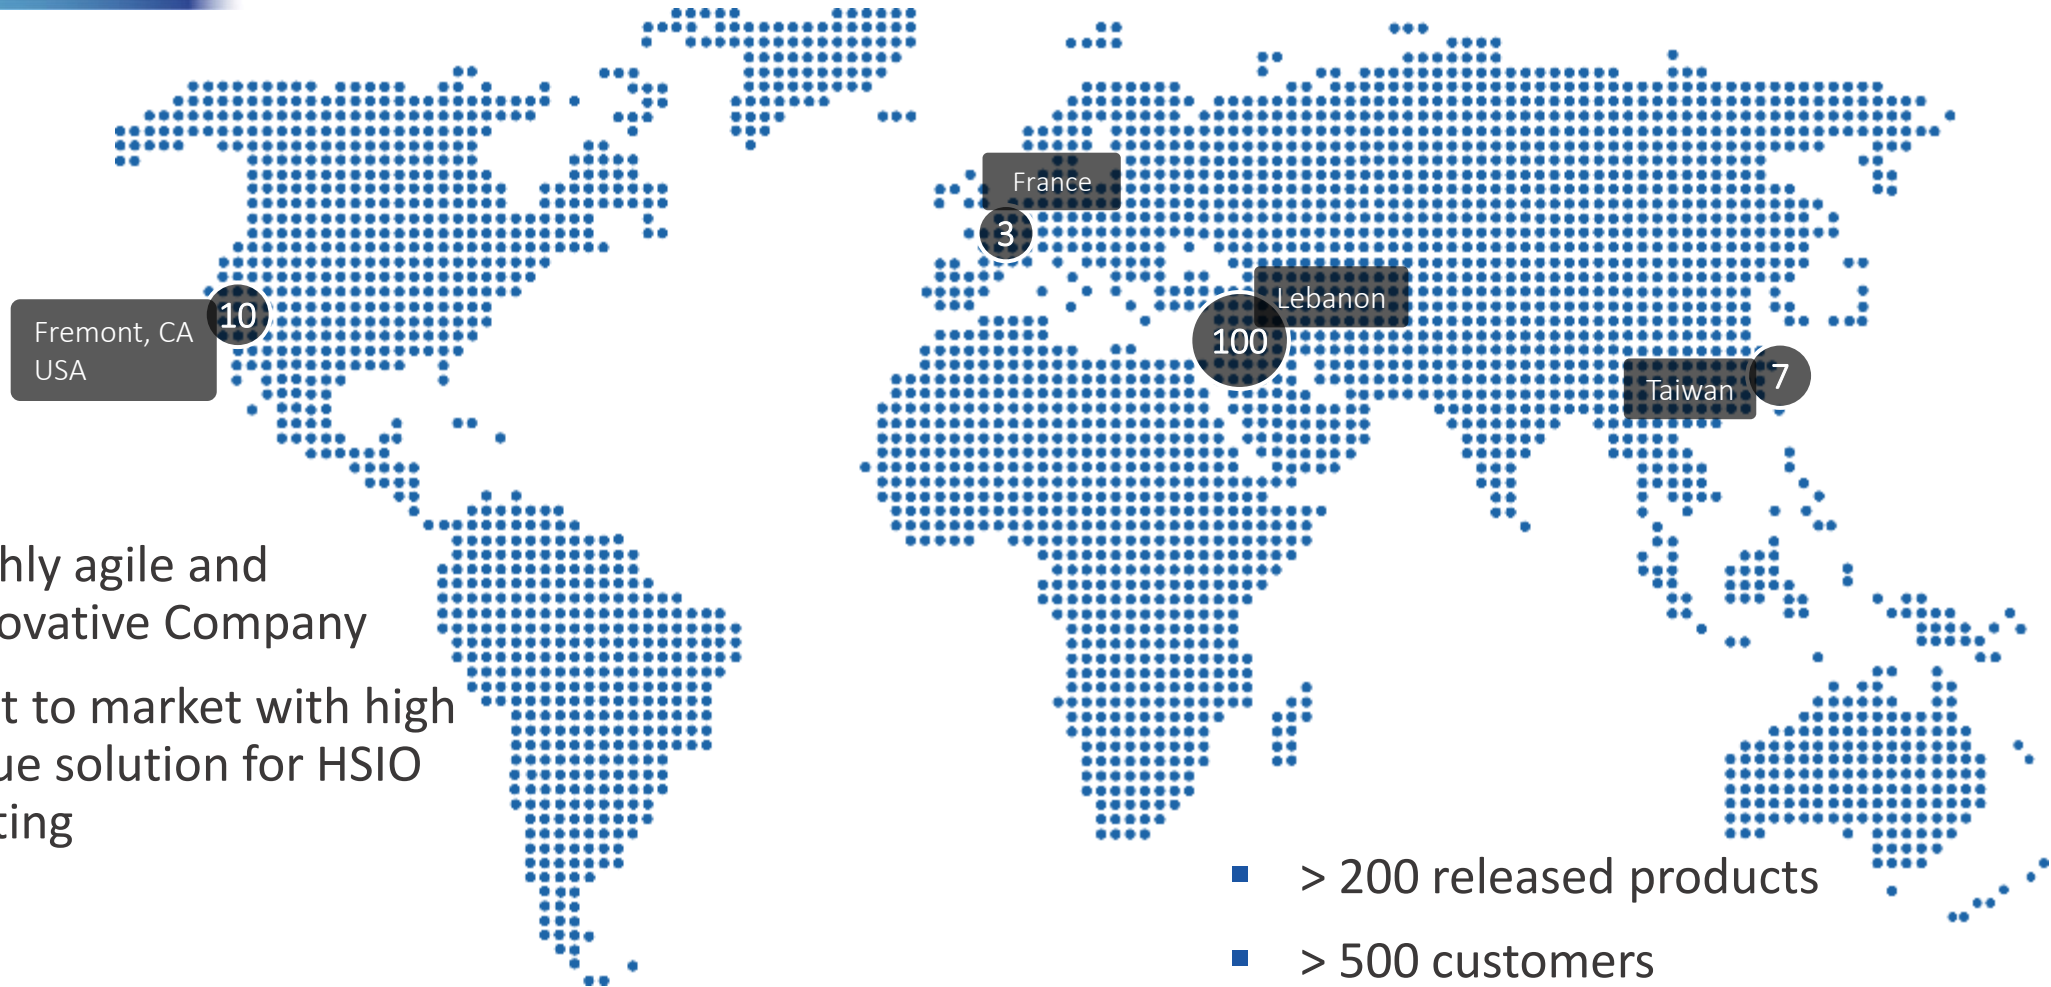 France
3
Lebanon
100
10
Fremont, CA
USA
Taiwan
7
hly agile and
ovative Company
t to market with high
ue solution for HSIO
ting
> 200 released products
> 500 customers